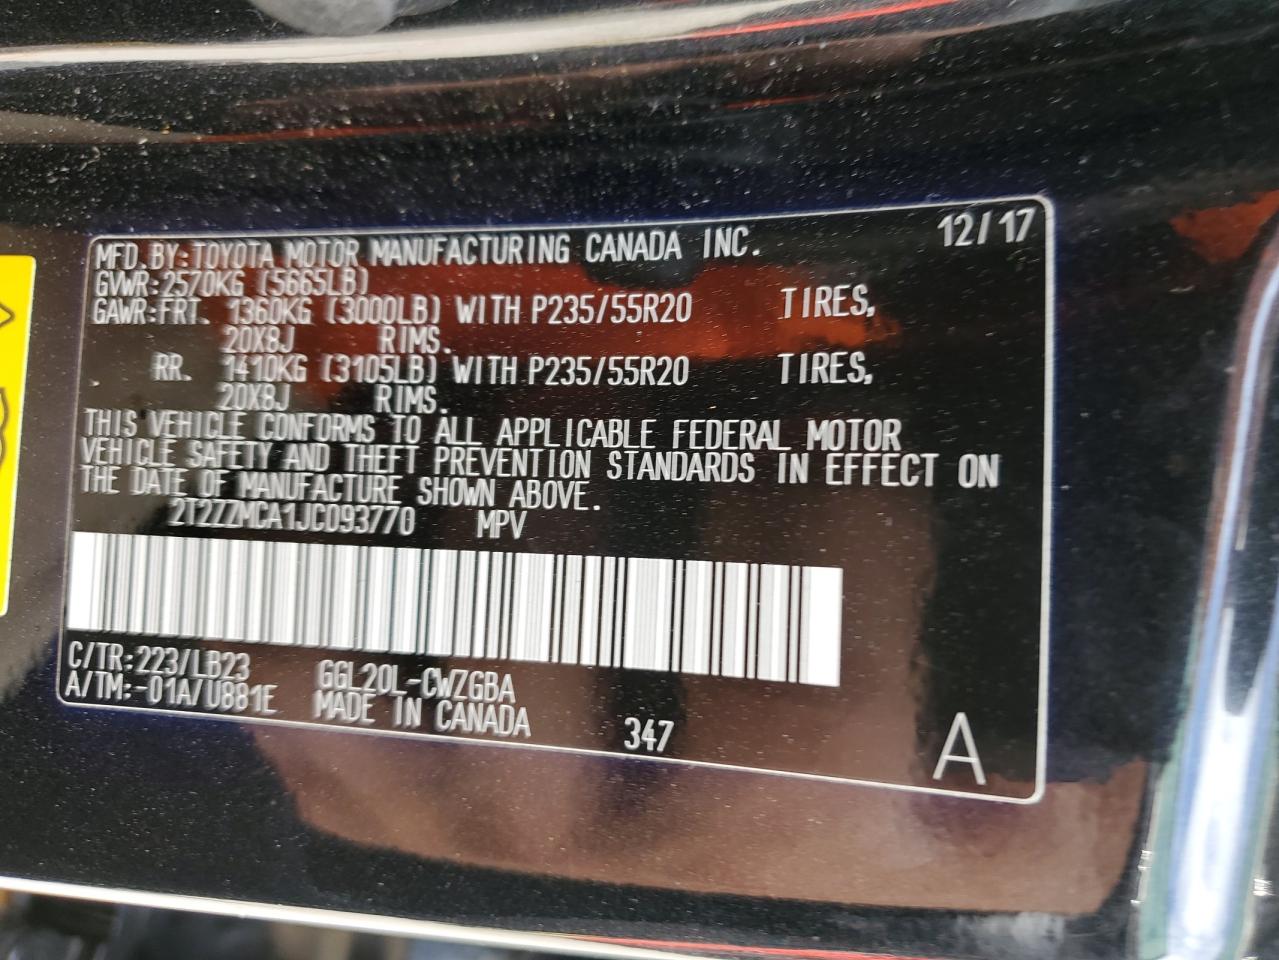 12/17
MFD.BY:TOYOTA MOTOR MANUFACTURING CANADA INC.
GVWR:2570KG (5665LB)
GAWR:FRT. 1360KG (3000LB) WITH P235/55R20 TIRES,
20X8J RIMS.
RR. 1410KG (3105LB) WITH P235/55R20 TIRES,
20X8J RIMS.
THIS VEHICLE CONFORMS TO ALL APPLICABLE FEDERAL MOTOR
VEHICLE SAFETY AND THEFT PREVENTION STANDARDS IN EFFECT ON
THE DATE OF MANUFACTURE SHOWN ABOVE.
2T2ZZMCA1JC093770 MPV
C/TR:223/LB23 GGL20L-CWZGBA
A/TM:-01A/U881E MADE IN CANADA 347
A